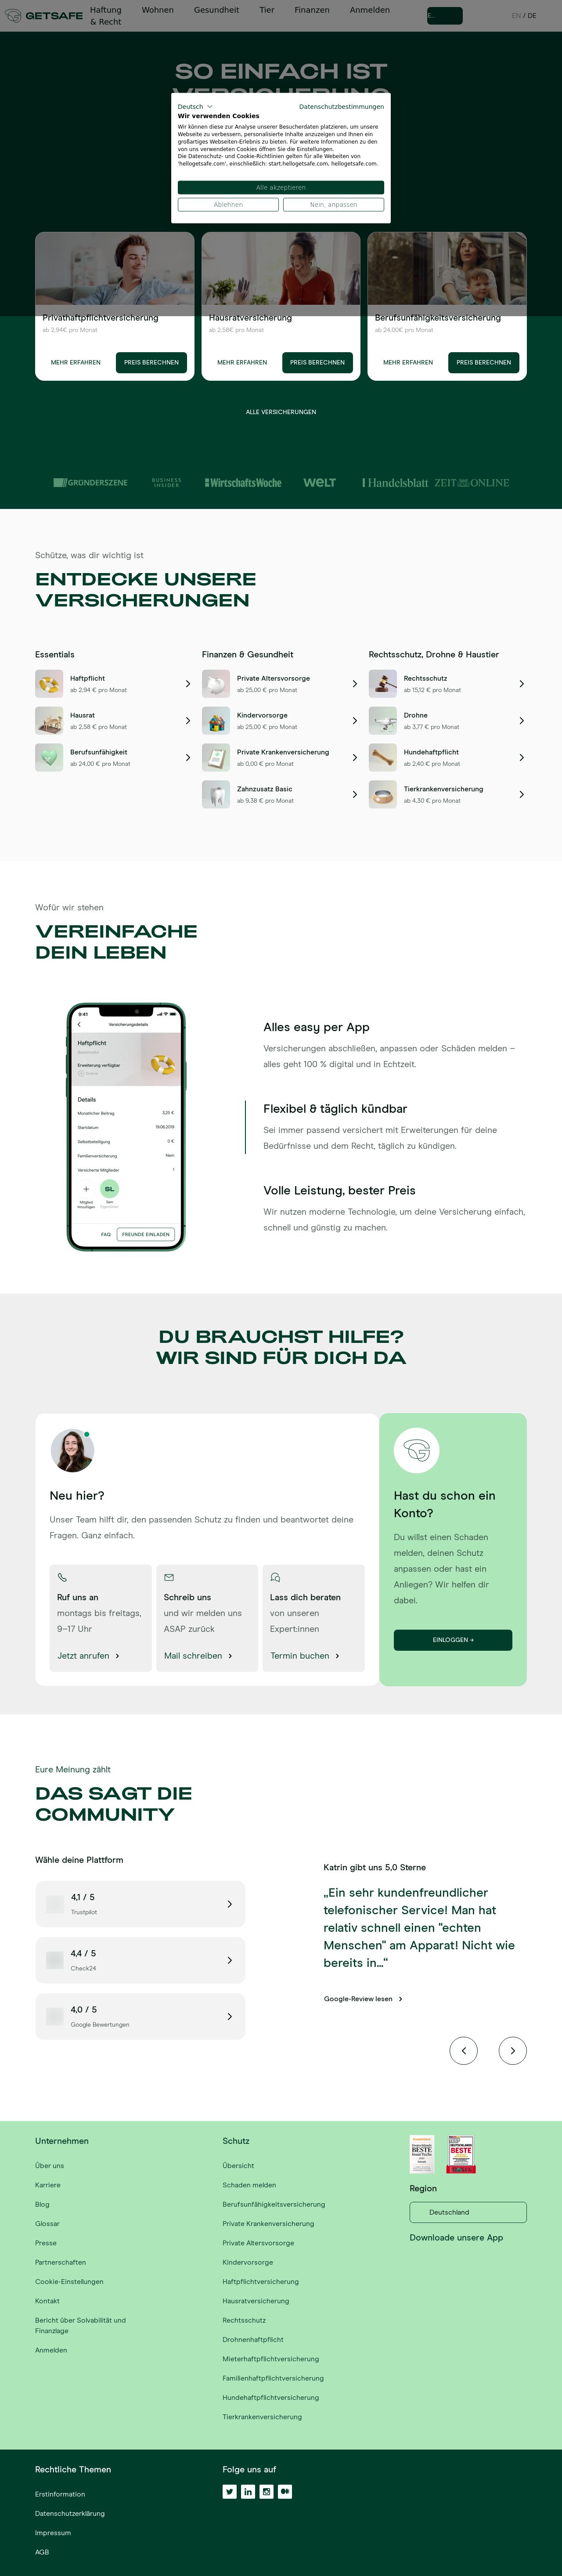 GETSAFE
Haftung
& Recht
Wohnen
Gesundheit
Tier
Finanzen
Anmelden
E...
EN / DE
SO EINFACH IST
Deutsch
Datenschutzbestimmungen
Wir verwenden Cookies
Wir können diese zur Analyse unserer Besucherdaten platzieren, um unsere
Webseite zu verbessern, personalisierte Inhalte anzuzeigen und Ihnen ein
großartiges Webseiten-Erlebnis zu bieten. Für weitere Informationen zu den
von uns verwendeten Cookies öffnen Sie die Einstellungen.
Die Datenschutz- und Cookie-Richtlinien gelten für alle Webseiten von
'hellogetsafe.com', einschließlich: start.hellogetsafe.com, hellogetsafe.com.
Alle akzeptieren
Ablehnen
Nein, anpassen
Privathaftpflichtversicherung
ab 2,94€ pro Monat
MEHR ERFAHREN
PREIS BERECHNEN
Hausratversicherung
ab 2,58€ pro Monat
MEHR ERFAHREN
PREIS BERECHNEN
Berufsunfähigkeitsversicherung
ab 24,00€ pro Monat
MEHR ERFAHREN
PREIS BERECHNEN
ALLE VERSICHERUNGEN
GRÜNDERSZENE
BUSINESS
INSIDER
WirtschaftsWoche
WELT
Handelsblatt
ZEIT ONLINE
Schütze, was dir wichtig ist
ENTDECKE UNSERE
VERSICHERUNGEN
Essentials
Haftpflicht
ab 2,94 € pro Monat
Hausrat
ab 2,58 € pro Monat
Berufsunfähigkeit
ab 24,00 € pro Monat
Finanzen & Gesundheit
Private Altersvorsorge
ab 25,00 € pro Monat
Kindervorsorge
ab 25,00 € pro Monat
Private Krankenversicherung
ab 0,00 € pro Monat
Zahnzusatz Basic
ab 9,38 € pro Monat
Rechtsschutz, Drohne & Haustier
Rechtsschutz
ab 15,12 € pro Monat
Drohne
ab 3,77 € pro Monat
Hundehaftpflicht
ab 2,40 € pro Monat
Tierkrankenversicherung
ab 4,30 € pro Monat
Wofür wir stehen
VEREINFACHE
DEIN LEBEN
9:41
Versicherungsdetails
Haftpflicht
Erweiterung verfügbar
Details
Monatlicher Beitrag 3,25 €
Startdatum 19.08.2018
Selbstbeteiligung 0 €
Familienversicherung Nein
Versicherte Mitglieder 1
SL
Mitglied
hinzufügen
Sam
FAQ
FREUNDE EINLADEN
Alles easy per App
Versicherungen abschließen, anpassen oder Schäden melden –
alles geht 100 % digital und in Echtzeit.
Flexibel & täglich kündbar
Sei immer passend versichert mit Erweiterungen für deine
Bedürfnisse und dem Recht, täglich zu kündigen.
Volle Leistung, bester Preis
Wir nutzen moderne Technologie, um deine Versicherung einfach,
schnell und günstig zu machen.
DU BRAUCHST HILFE?
WIR SIND FÜR DICH DA
Neu hier?
Unser Team hilft dir, den passenden Schutz zu finden und beantwortet deine
Fragen. Ganz einfach.
Ruf uns an
montags bis freitags,
9–17 Uhr
Jetzt anrufen
Schreib uns
und wir melden uns
ASAP zurück
Mail schreiben
Lass dich beraten
von unseren
Expert:innen
Termin buchen
Hast du schon ein
Konto?
Du willst einen Schaden
melden, deinen Schutz
anpassen oder hast ein
Anliegen? Wir helfen dir
dabei.
EINLOGGEN →
Eure Meinung zählt
DAS SAGT DIE
COMMUNITY
Wähle deine Plattform
4,1 / 5
Trustpilot
4,4 / 5
Check24
4,0 / 5
Google Bewertungen
Katrin gibt uns 5,0 Sterne
„Ein sehr kundenfreundlicher
telefonischer Service! Man hat
relativ schnell einen "echten
Menschen" am Apparat! Nicht wie
bereits in...“
Google-Review lesen
Unternehmen
Über uns
Karriere
Blog
Glossar
Presse
Partnerschaften
Cookie-Einstellungen
Kontakt
Bericht über Solvabilität und
Finanzlage
Anmelden
Schutz
Übersicht
Schaden melden
Berufsunfähigkeitsversicherung
Private Krankenversicherung
Private Altersvorsorge
Kindervorsorge
Haftpflichtversicherung
Hausratversicherung
Rechtsschutz
Drohnenhaftpflicht
Mieterhaftpflichtversicherung
Familienhaftpflichtversicherung
Hundehaftpflichtversicherung
Tierkrankenversicherung
Region
Deutschland
Downloade unsere App
Rechtliche Themen
Erstinformation
Datenschutzerklärung
Impressum
AGB
Folge uns auf